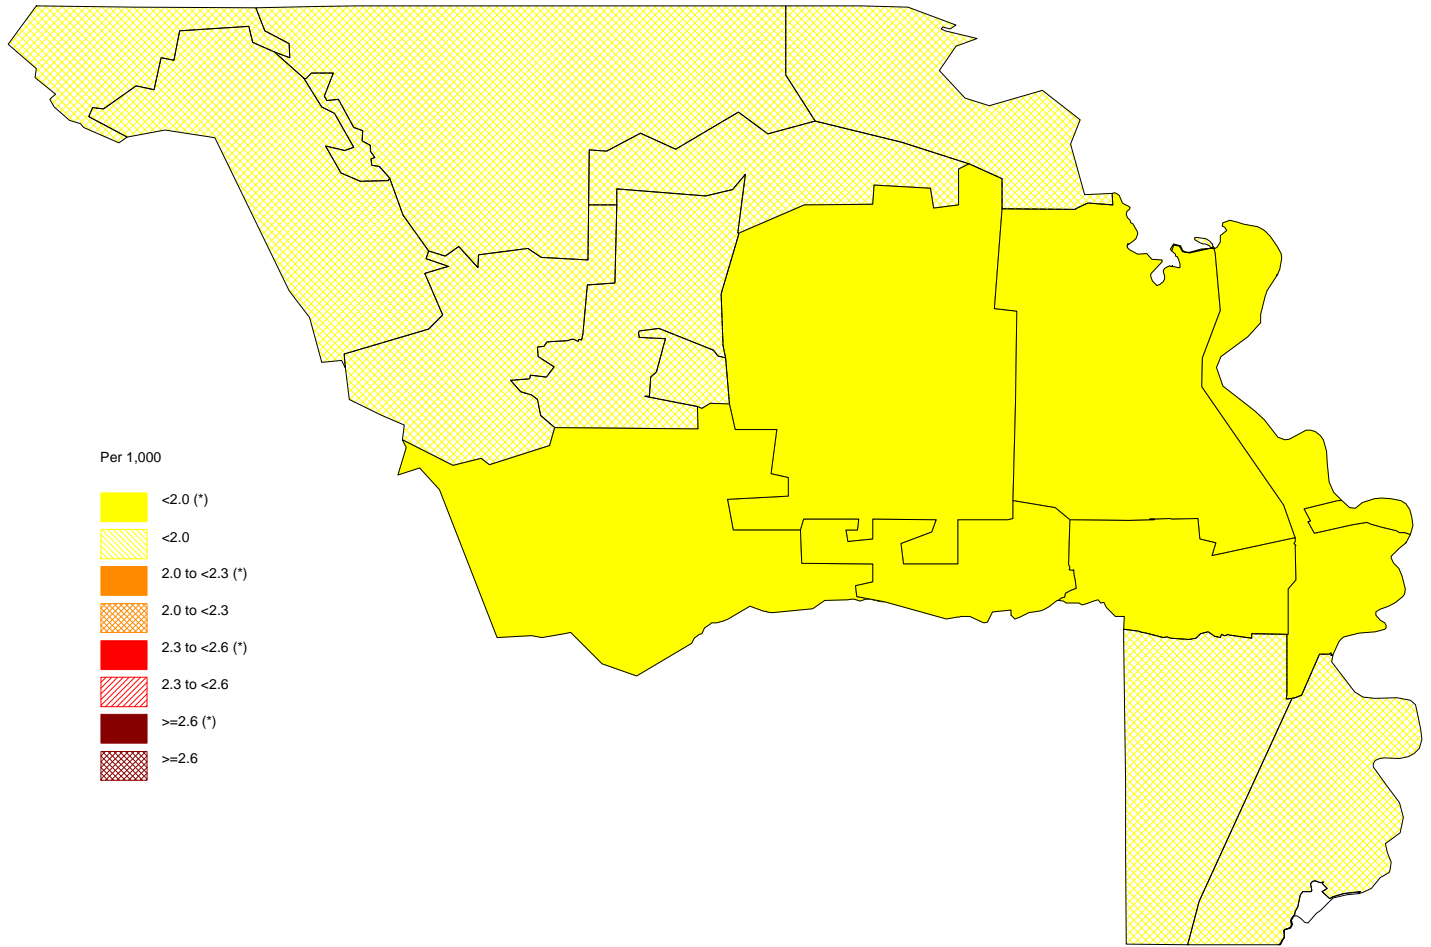 Per 1,000
<2.0 (*)
<2.0
2.0 to <2.3 (*)
2.0 to <2.3
2.3 to <2.6 (*)
2.3 to <2.6
>=2.6 (*)
>=2.6